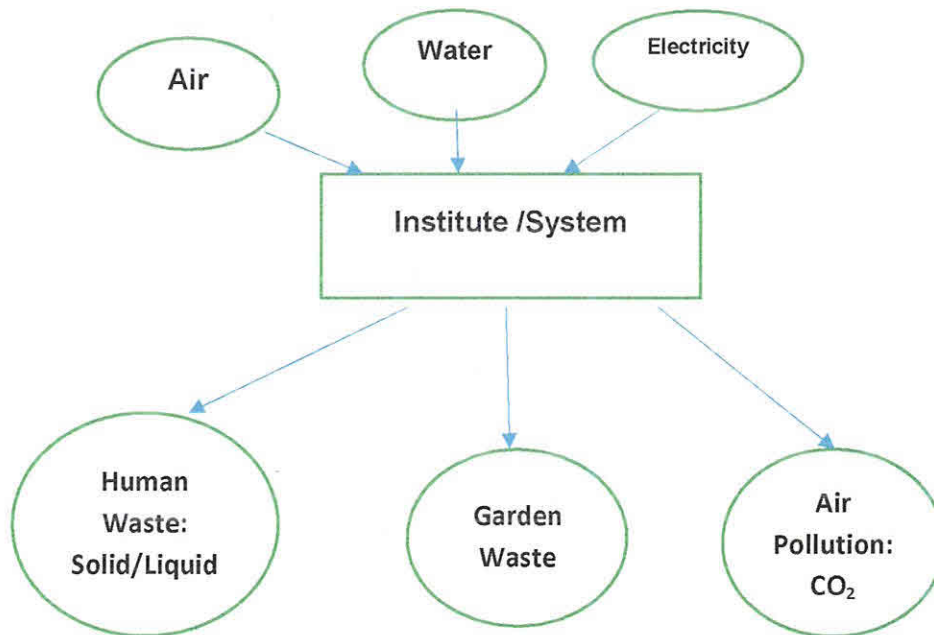 Air
Water
Electricity
Institute /System
Human
Waste:
Solid/Liquid
Garden
Waste
Air
Pollution:
CO₂